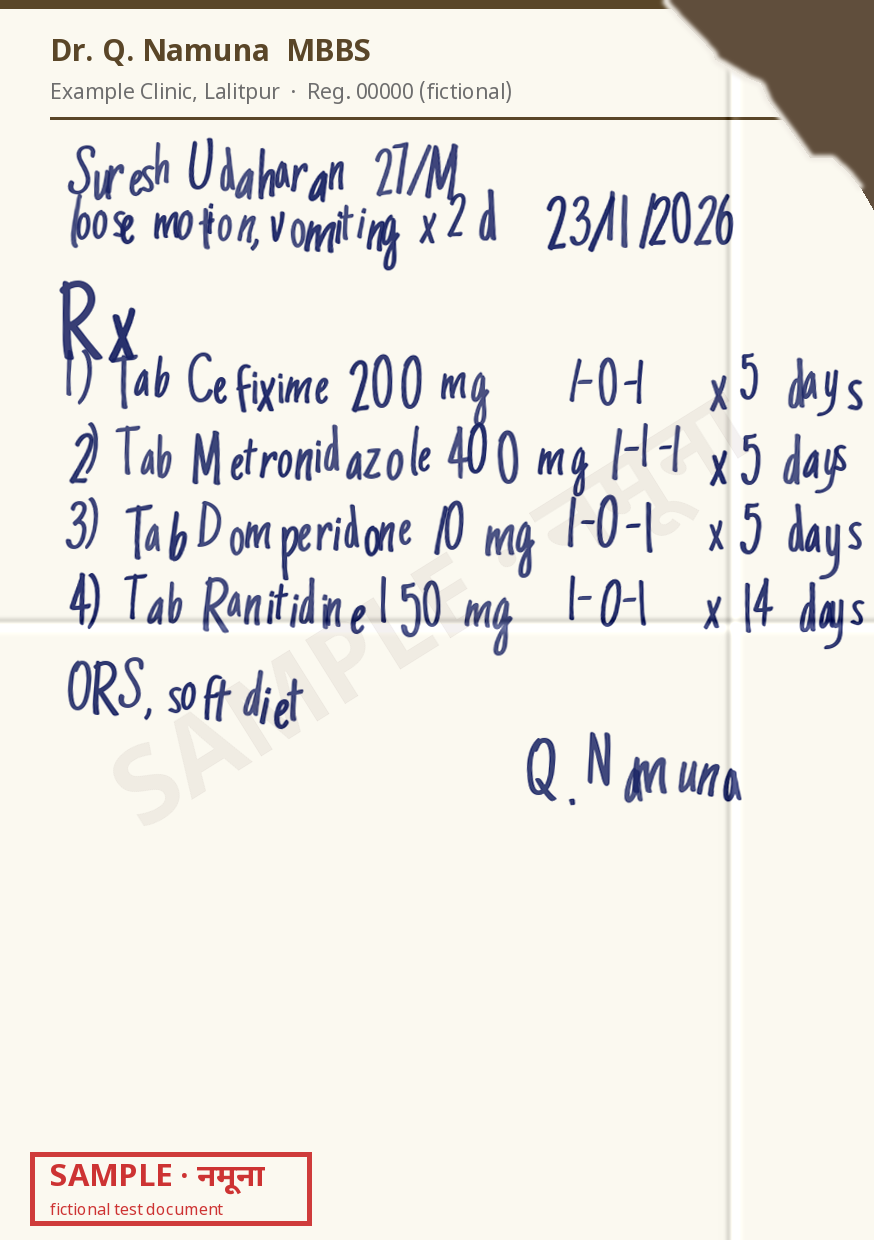 Dr. Q. Namuna MBBS
Example Clinic, Lalitpur · Reg. 00000 (fictional)
Suresh Udaharan 27/M
loose motion, vomiting x 2 d 23/11/2026
Rx
1) Tab Cefixime 200 mg 1-0-1 x 5 days
2) Tab Metronidazole 400 mg 1-1-1 x 5 days
3) Tab Domperidone 10 mg 1-0-1 x 5 days
4) Tab Ranitidine 150 mg 1-0-1 x 14 days
ORS, soft diet
Q. Namuna
SAMPLE · नमूना
SAMPLE · नमूना
fictional test document